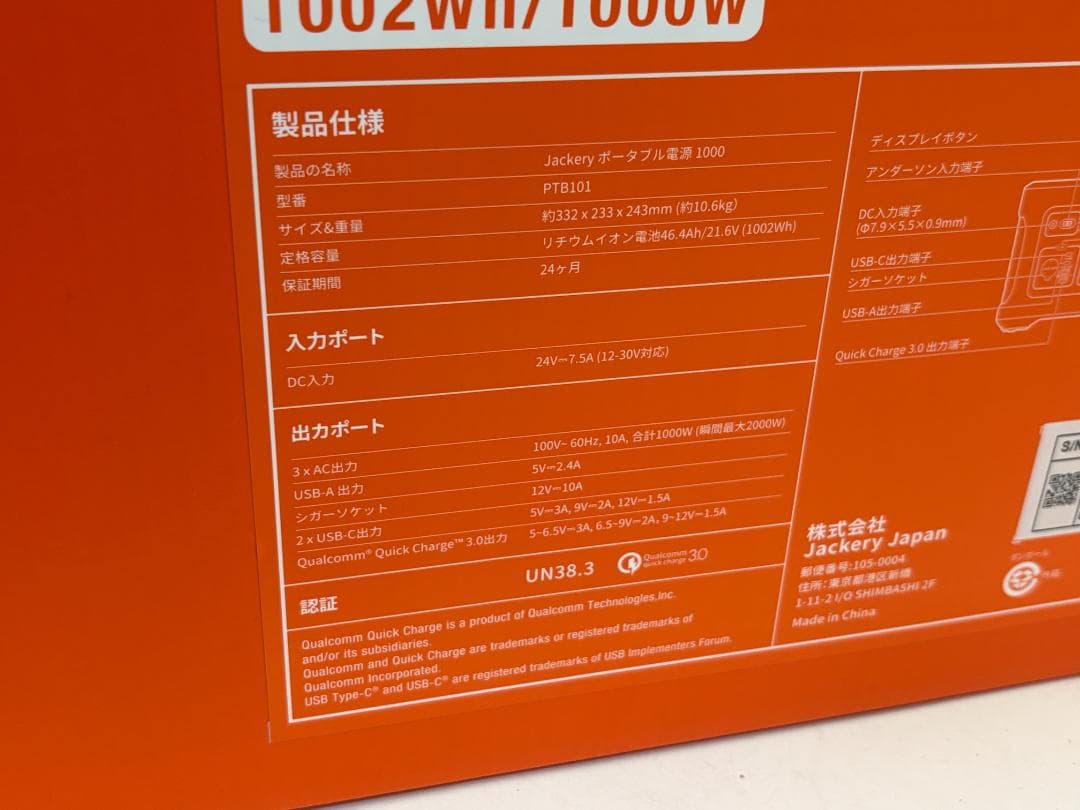 1002Wh/1000W
製品仕様
製品の名称 Jackery ポータブル電源 1000
型番 PTB101
サイズ&重量 約332 x 233 x 243mm (約10.6kg)
定格容量 リチウムイオン電池46.4Ah/21.6V (1002Wh)
保証期間 24ヶ月
入力ポート
DC入力 24V⎓7.5A (12-30V対応)
出力ポート
3 x AC出力 100V~ 60Hz, 10A, 合計1000W (瞬間最大2000W)
USB-A 出力 5V⎓2.4A
シガーソケット 12V⎓10A
2 x USB-C出力 5V⎓3A, 9V⎓2A, 12V⎓1.5A
Qualcomm® Quick Charge™ 3.0出力 5~6.5V⎓3A, 6.5~9V⎓2A, 9~12V⎓1.5A
認証 UN38.3 Qualcomm quick charge 3.0
Qualcomm Quick Charge is a product of Qualcomm Technologies,Inc.
and/or its subsidiaries.
Qualcomm and Quick Charge are trademarks or registered trademarks of
Qualcomm Incorporated.
USB Type-C® and USB-C® are registered trademarks of USB Implementers Forum.
ディスプレイボタン
アンダーソン入力端子
DC入力端子
(Φ7.9×5.5×0.9mm)
USB-C出力端子
シガーソケット
USB-A出力端子
Quick Charge 3.0 出力端子
S/N
株式会社
Jackery Japan
郵便番号:105-0004
住所:東京都港区新橋
1-11-2 I/O SHIMBASHI 2F
Made in China
ダンボール
外箱